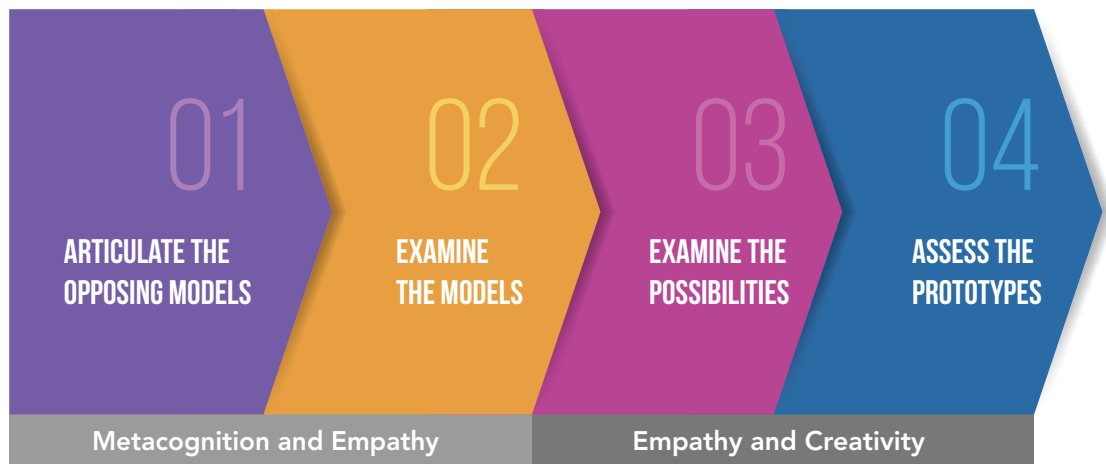 01
ARTICULATE THE
OPPOSING MODELS
02
EXAMINE
THE MODELS
03
EXAMINE THE
POSSIBILITIES
04
ASSESS THE
PROTOTYPES
Metacognition and Empathy
Empathy and Creativity